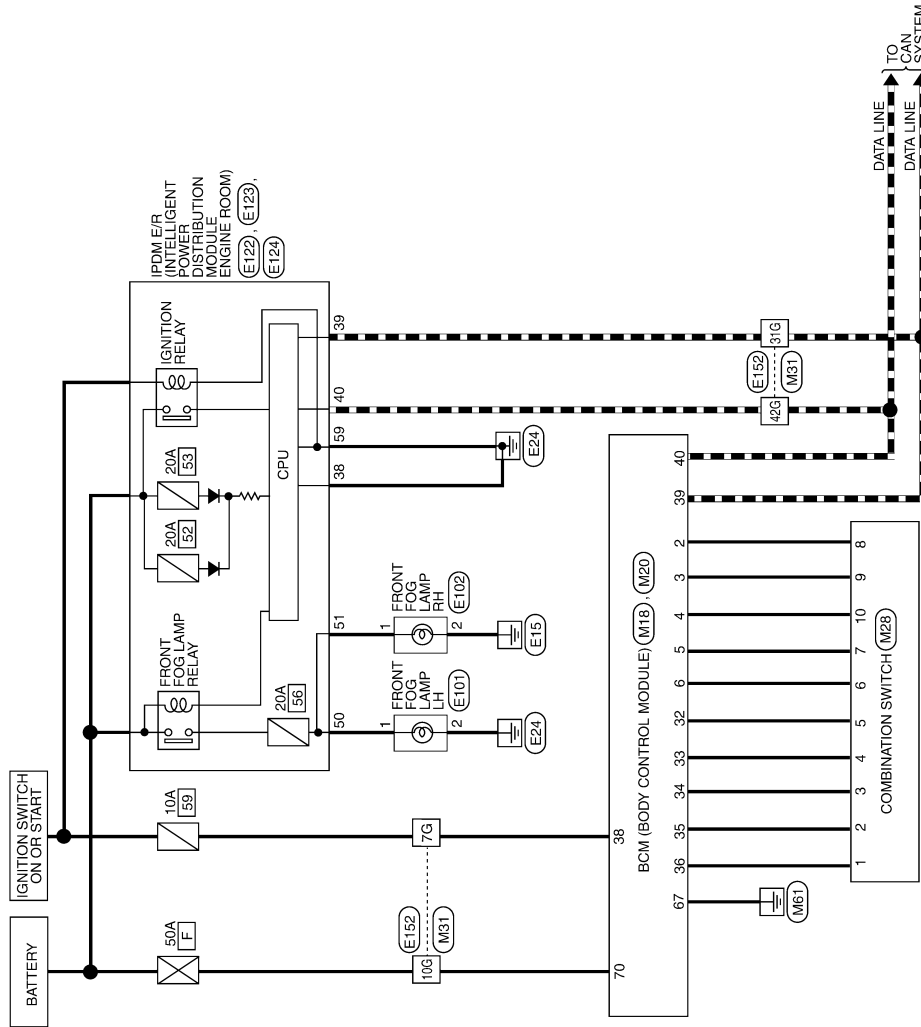 BATTERY
IGNITION SWITCH
ON OR START
50A
F
10A
59
FRONT
FOG LAMP
RELAY
20A
56
20A
52
20A
53
IGNITION
RELAY
CPU
IPDM E/R
(INTELLIGENT
POWER
DISTRIBUTION
MODULE
ENGINE ROOM)
E122 , E123 ,
E124
50
51
38
59
40
39
1
FRONT
FOG
LAMP
LH
E101
2
E24
1
FRONT
FOG
LAMP
RH
E102
2
E15
E24
10G
E152
M31
7G
42G
E152
M31
31G
DATA LINE
DATA LINE
TO
CAN
SYSTEM
70
38
BCM (BODY CONTROL MODULE) M18 , M20
67
36
35
34
33
32
6
5
4
3
2
39
40
M61
1
2
3
4
5
6
7
10
9
8
COMBINATION SWITCH M28